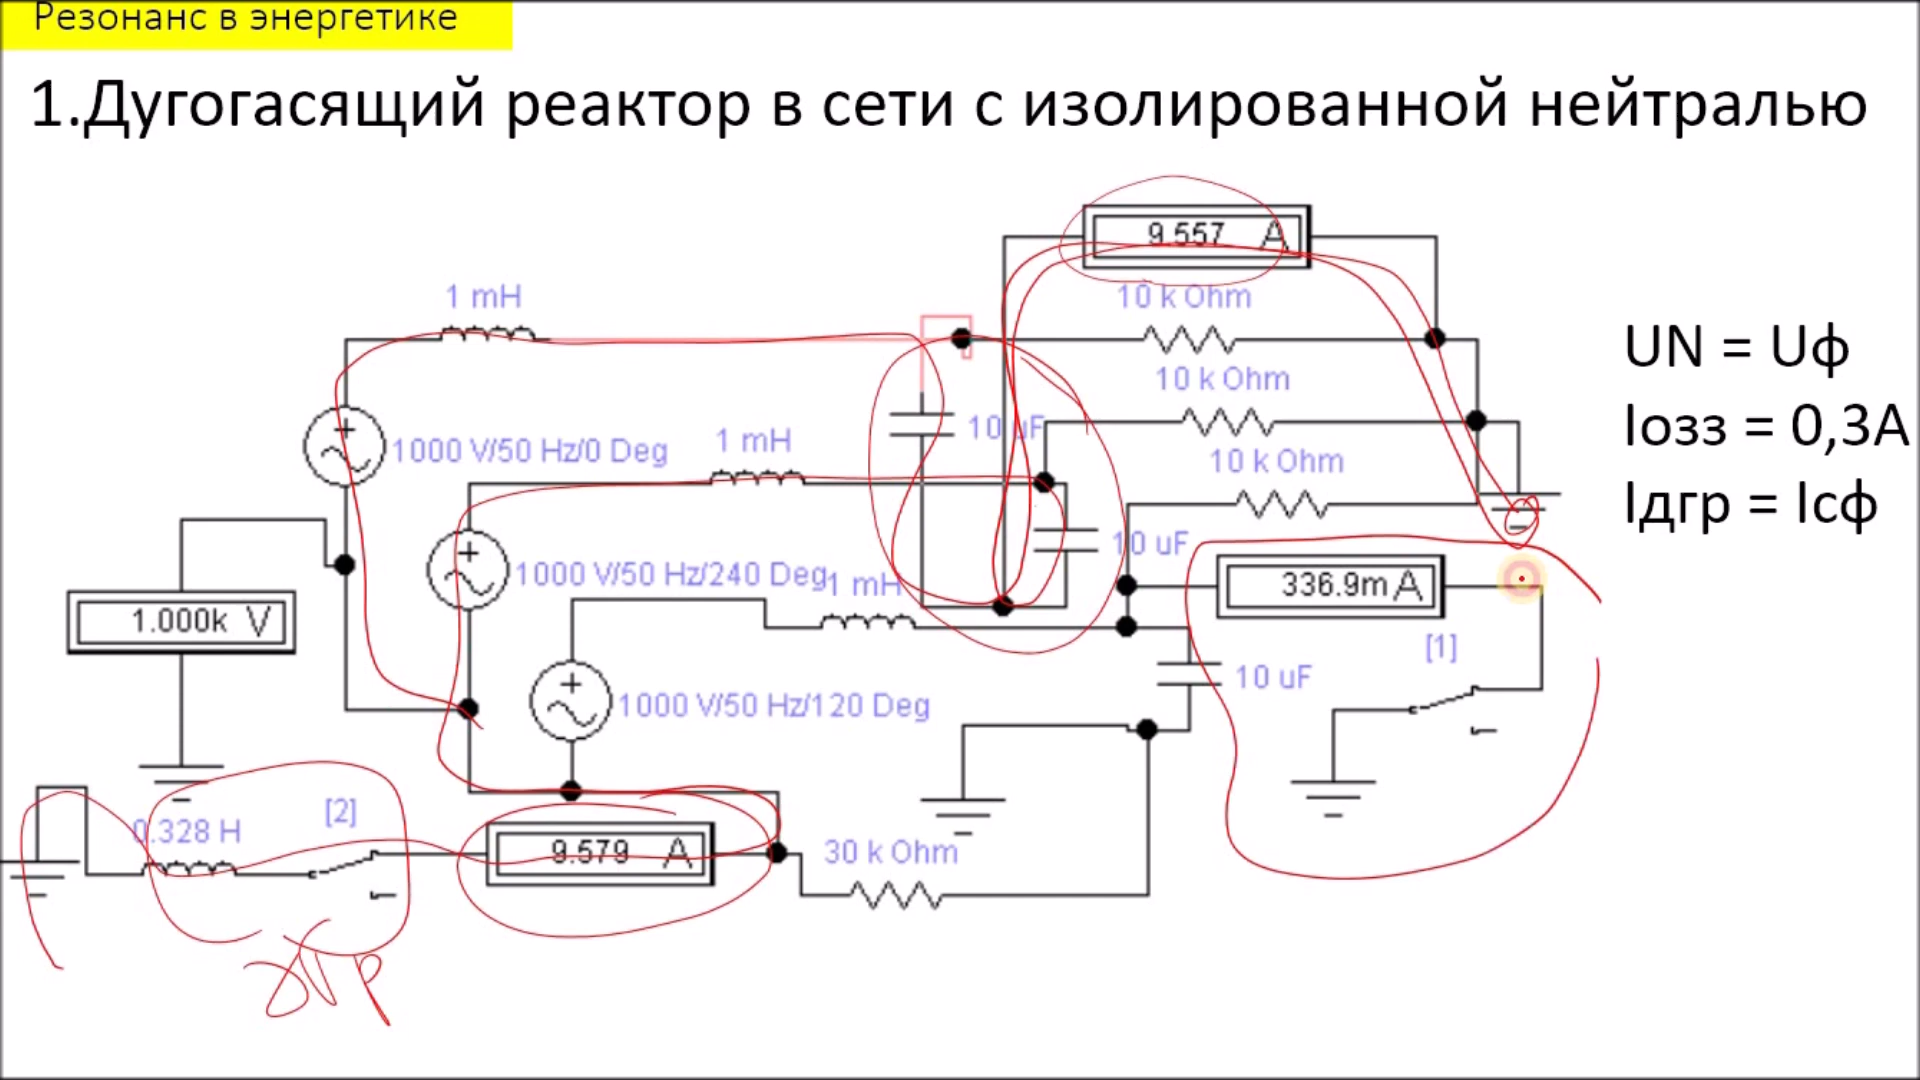 Резонанс в энергетике
1.Дугогасящий реактор в сети с изолированной нейтралью
9.557 A
1 mH
10 k Ohm
UN = Uф
10 k Ohm
10 uF
Iозз = 0,3А
1000 V/50 Hz/0 Deg
1 mH
10 k Ohm
Iдгр = Iсф
10 uF
1000 V/50 Hz/240 Deg
1 mH
336.9m A
1.000k V
[1]
10 uF
1000 V/50 Hz/120 Deg
0.328 H
[2]
9.579 A
30 k Ohm
ДГР